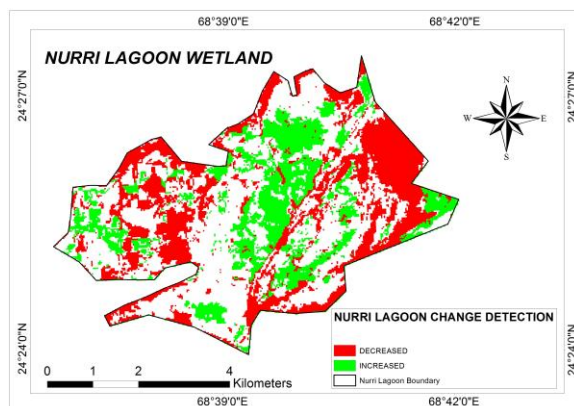 68°39'0"E 68°42'0"E
NURRI LAGOON WETLAND
N
W E
S
24°27'0"N 24°27'0"N
24°24'0"N 24°24'0"N
NURRI LAGOON CHANGE DETECTION
DECREASED
INCREASED
Nurri Lagoon Boundary
0 1 2 4
Kilometers
68°39'0"E 68°42'0"E